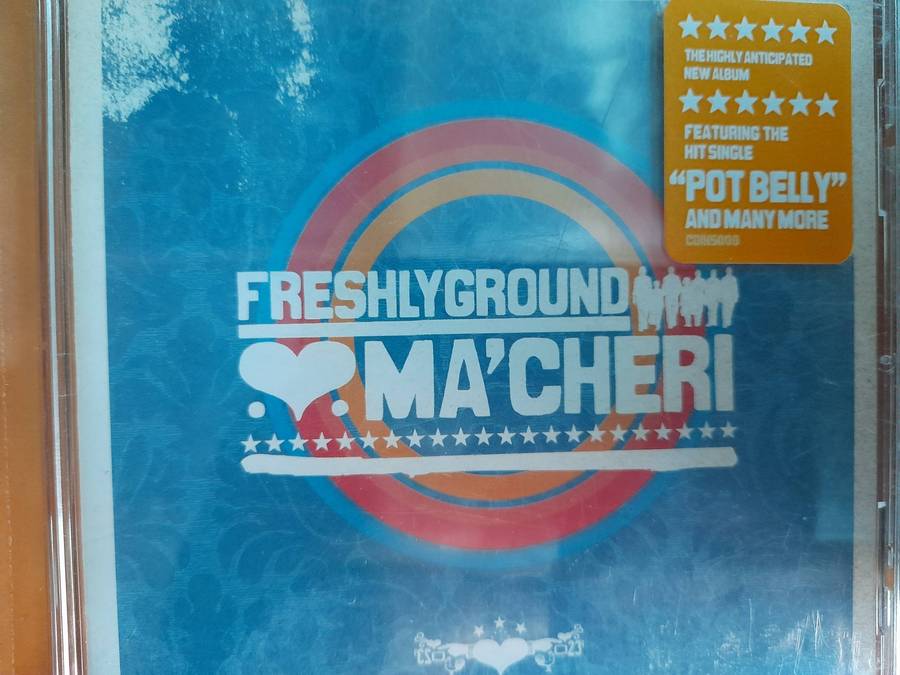 THE HIGHLY ANTICIPATED
NEW ALBUM
FEATURING THE
HIT SINGLE
"POT BELLY"
AND MANY MORE
FRESHLYGROUND
MA'CHERI